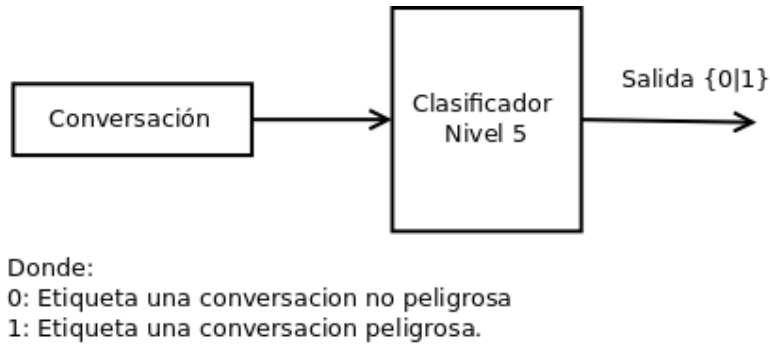 Conversación
Clasificador
Nivel 5
Salida {0|1}
Donde:
0: Etiqueta una conversacion no peligrosa
1: Etiqueta una conversacion peligrosa.